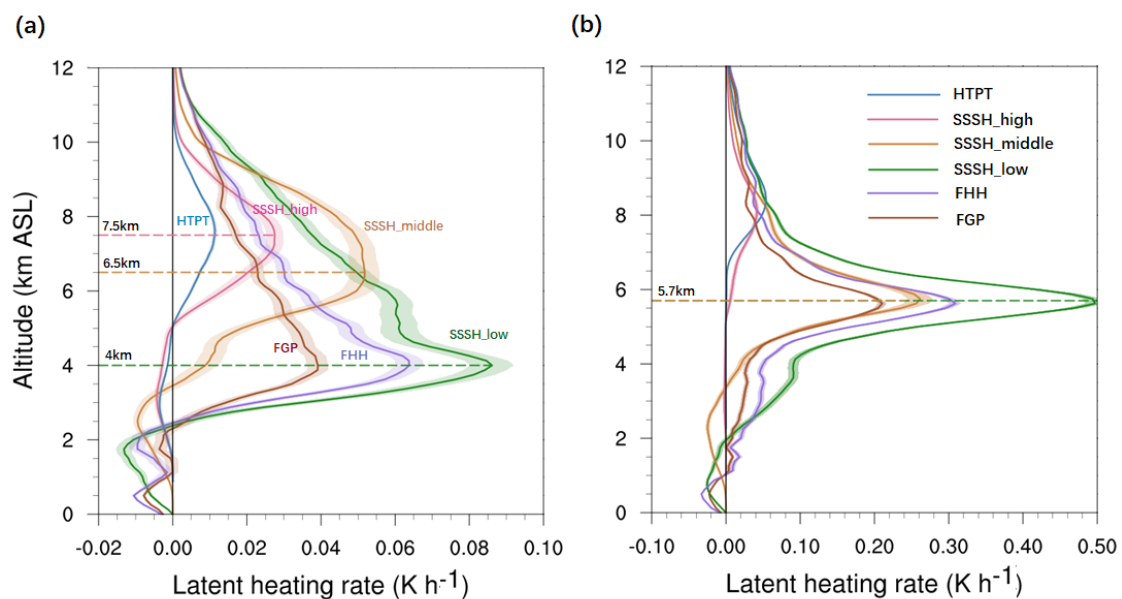 (a)
(b)
12
10
8
6
4
2
0
Altitude (km ASL)
7.5km
6.5km
4km
HTPT
SSSH_high
SSSH_middle
SSSH_low
FGP
FHH
-0.02
0.00
0.02
0.04
0.06
0.08
0.10
Latent heating rate (K h-1)
12
10
8
6
4
2
0
HTPT
SSSH_high
SSSH_middle
SSSH_low
FHH
FGP
5.7km
-0.10
0.00
0.10
0.20
0.30
0.40
0.50
Latent heating rate (K h-1)